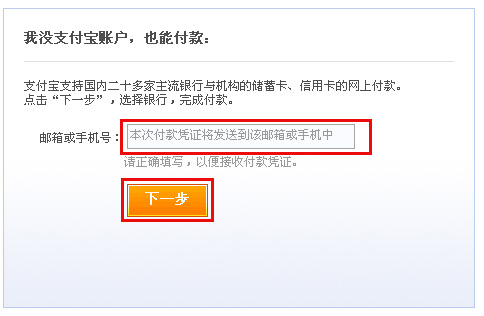 我没支付宝账户，也能付款：
支付宝支持国内二十多家主流银行与机构的储蓄卡、信用卡的网上付款。
点击“下一步”，选择银行，完成付款。
邮箱或手机号： 本次付款凭证将发送到该邮箱或手机中
请正确填写，以便接收付款凭证。
下一步